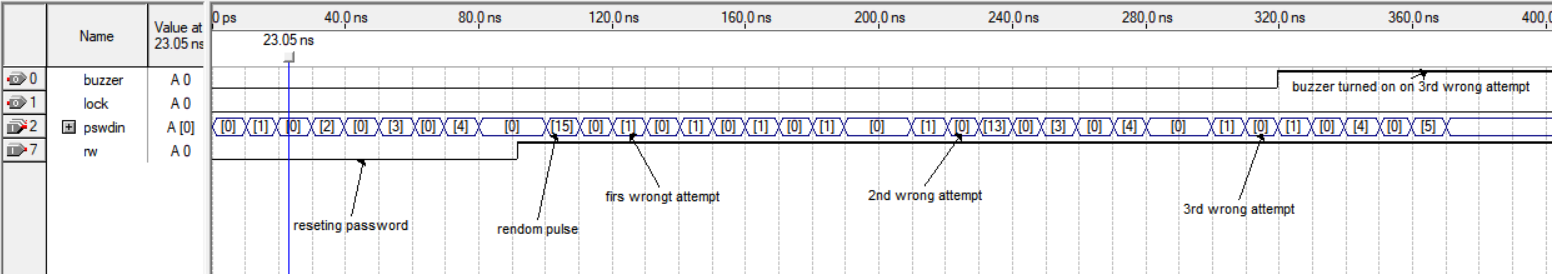 Name
Value at
23.05 ns
0 ps 40.0 ns 80.0 ns 120.0 ns 160.0 ns 200.0 ns 240.0 ns 280.0 ns 320.0 ns 360.0 ns 400.0
23.05 ns
0 buzzer A 0
buzzer turned on on 3rd wrong attempt
1 lock A 0
2 pswdin A [0] [0] [1] [0] [2] [0] [3] [0] [4] [0] [15] [0] [1] [0] [1] [0] [1] [0] [1] [0] [1] [0] [13] [0] [3] [0] [4] [0] [1] [0] [1] [0] [4] [0] [5]
7 rw A 0
firs wrongt attempt
2nd wrong attempt
3rd wrong attempt
reseting password
rendom pulse